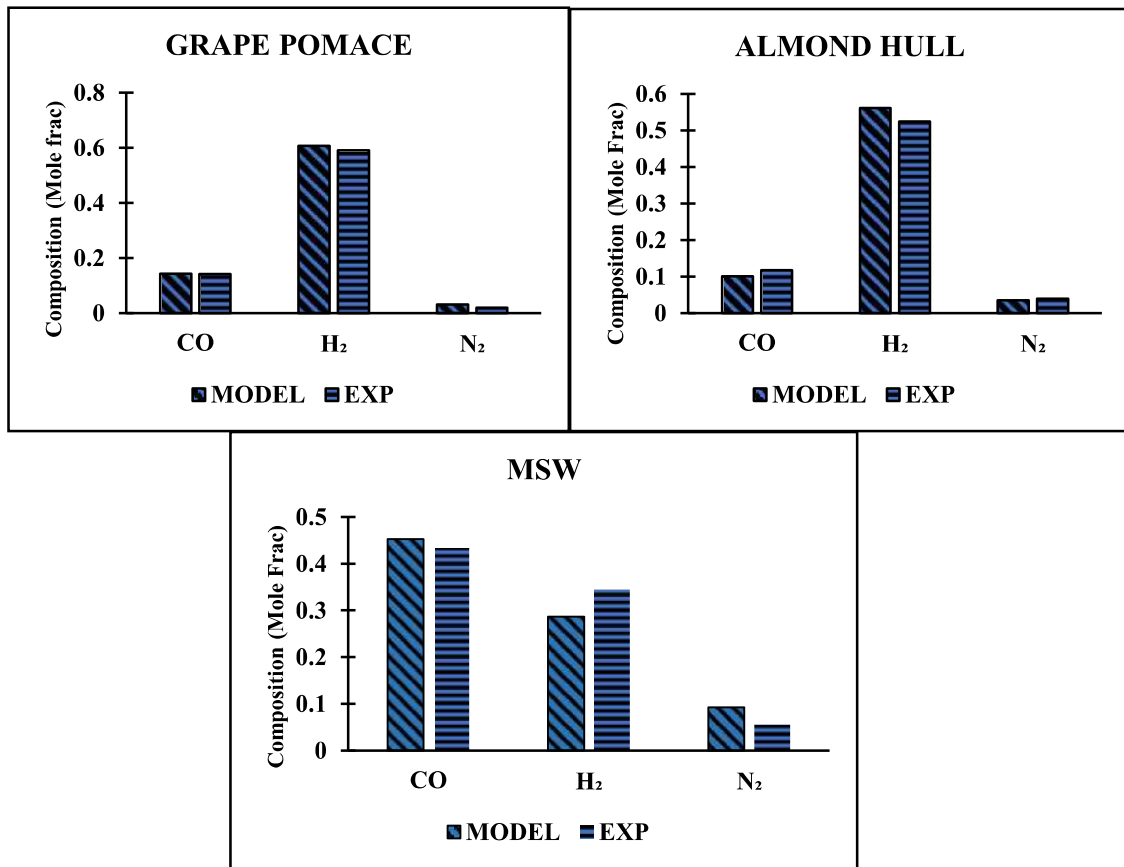 GRAPE POMACE
Composition (Mole frac)
0.8
0.6
0.4
0.2
0
CO H₂ N₂
MODEL EXP
ALMOND HULL
Composition (Mole Frac)
0.6
0.5
0.4
0.3
0.2
0.1
0
CO H₂ N₂
MODEL EXP
MSW
Composition (Mole Frac)
0.5
0.4
0.3
0.2
0.1
0
CO H₂ N₂
MODEL EXP